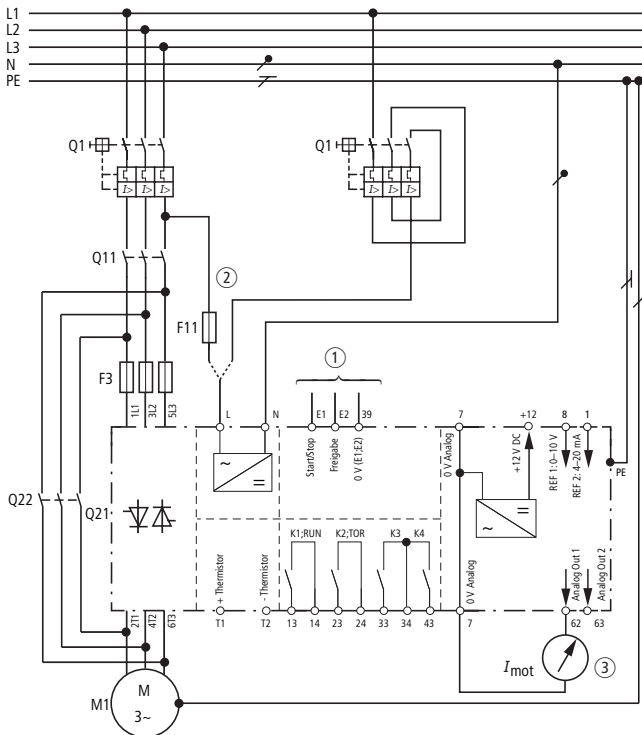 L1
L2
L3
N
PE
Q1
I> I> I>
Q1
I> I> I>
Q11
②
F11
①
F3
1L1
3L2
5L3
L
N
E1
E2
39
7
+12
8
1
Start/Stop
Freigabe
0 V (E1;E2)
0 V Analog
+12 V DC
REF 1: 0–10 V
REF 2: 4–20 mA
PE
~
=
=
~
Q22
Q21
K1;RUN
K2;TOR
K3
K4
+ Thermistor
- Thermistor
0 V Analog
Analog Out 1
Analog Out 2
2T1
4T2
6T3
T1
T2
13
14
23
24
33
34
43
7
62
63
Imot
③
M1
M
3~